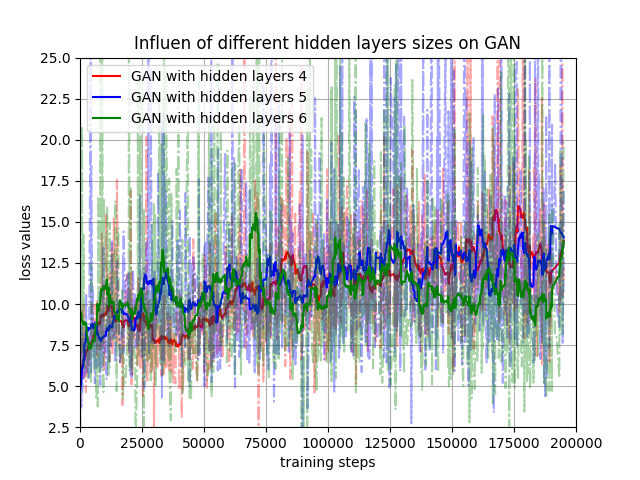 Influen of different hidden layers sizes on GAN
GAN with hidden layers 4
GAN with hidden layers 5
GAN with hidden layers 6
loss values
25.0
22.5
20.0
17.5
15.0
12.5
10.0
7.5
5.0
2.5
0 25000 50000 75000 100000 125000 150000 175000 200000
training steps